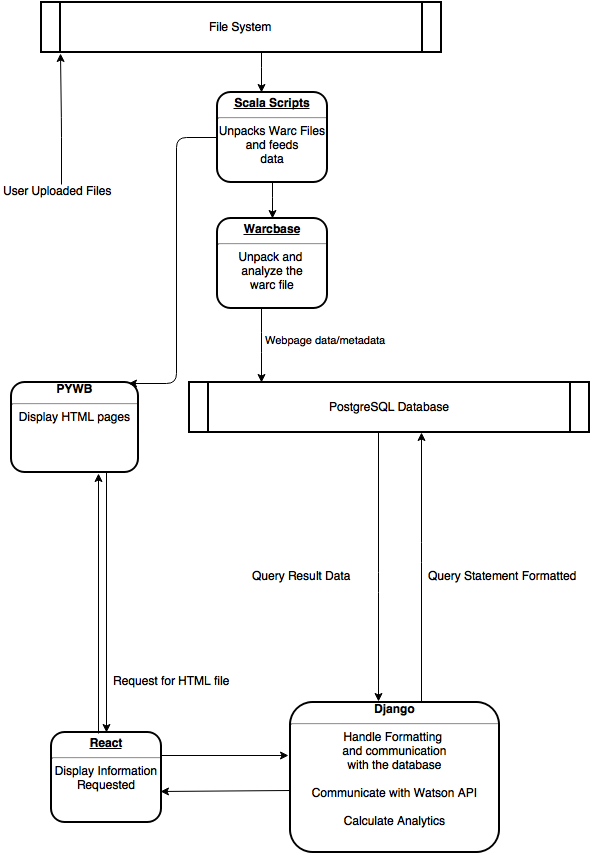 File System
Scala Scripts
Unpacks Warc Files
and feeds
data
User Uploaded Files
Warcbase
Unpack and
analyze the
warc file
Webpage data/metadata
PYWB
Display HTML pages
PostgreSQL Database
Query Result Data
Query Statement Formatted
Request for HTML file
React
Display Information
Requested
Django
Handle Formatting
and communication
with the database
Communicate with Watson API
Calculate Analytics